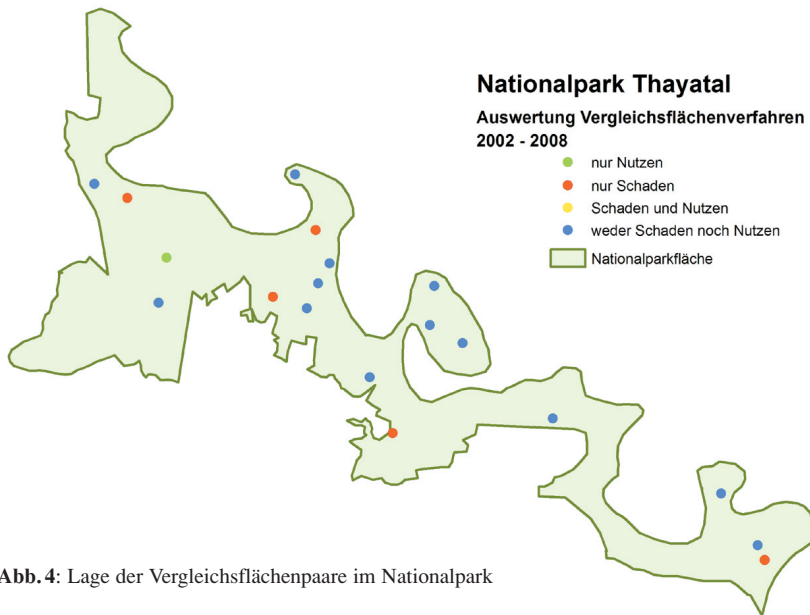 Nationalpark Thayatal
Auswertung Vergleichsflächenverfahren
2002 - 2008
nur Nutzen
nur Schaden
Schaden und Nutzen
weder Schaden noch Nutzen
Nationalparkfläche
Abb. 4: Lage der Vergleichsflächenpaare im Nationalpark